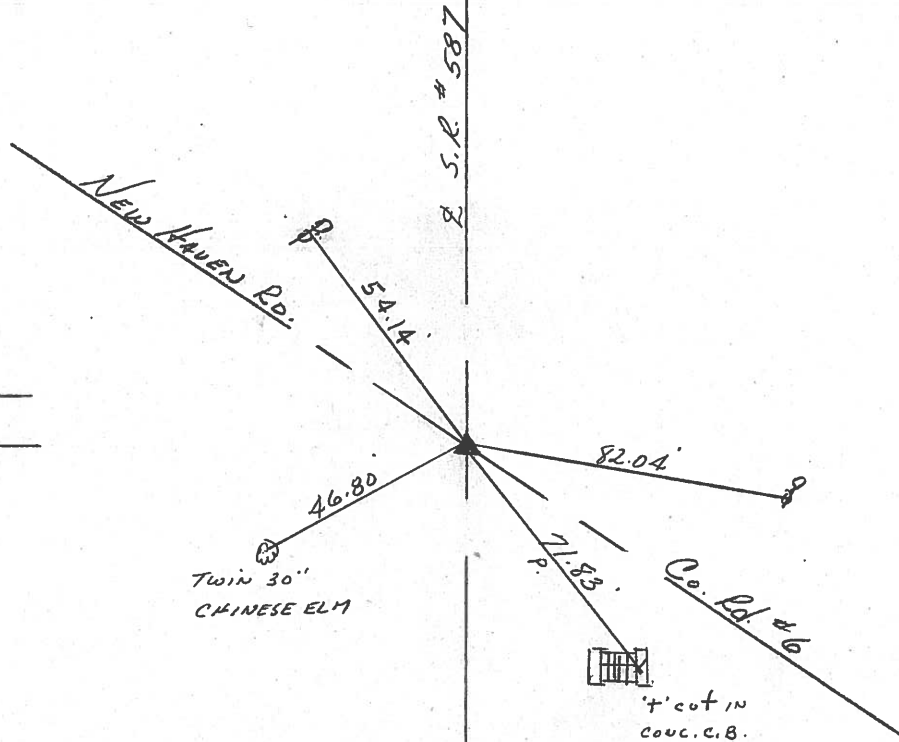 ℄ S.R. # 587
NEW HAVEN RD.
54.14'
82.04'
46.80'
71.83'
P.
TWIN 30"
CHINESE ELM
Co. Rd. #6
'+' cut IN
CONC. C.B.